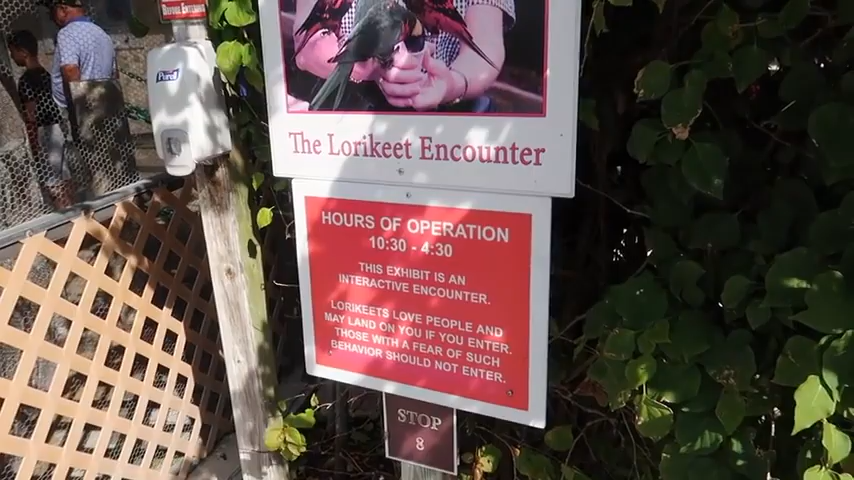 BEFORE ENTERING
Purell
The Lorikeet Encounter
HOURS OF OPERATION
10:30 - 4:30
THIS EXHIBIT IS AN
INTERACTIVE ENCOUNTER.
LORIKEETS LOVE PEOPLE AND
MAY LAND ON YOU IF YOU ENTER.
THOSE WITH A FEAR OF SUCH
BEHAVIOR SHOULD NOT ENTER.
STOP
8